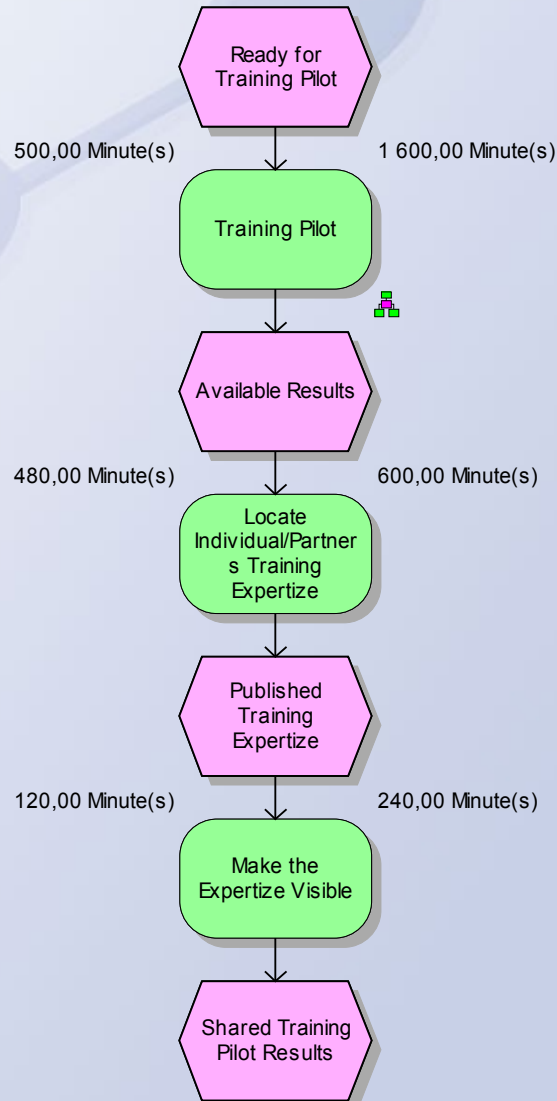 Ready for
Training Pilot
500,00 Minute(s)
1 600,00 Minute(s)
Training Pilot
Available Results
480,00 Minute(s)
600,00 Minute(s)
Locate
Individual/Partner
s Training
Expertize
Published
Training
Expertize
120,00 Minute(s)
240,00 Minute(s)
Make the
Expertize Visible
Shared Training
Pilot Results